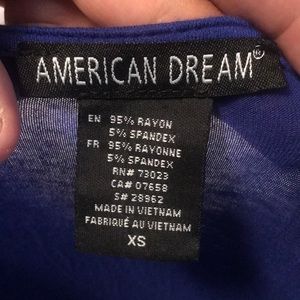 AMERICAN DREAM®
EN 95% RAYON
5% SPANDEX
FR 95% RAYONNE
5% SPANDEX
RN# 73023
CA# 07658
S# 28962
MADE IN VIETNAM
FABRIQUÉ AU VIETNAM
XS